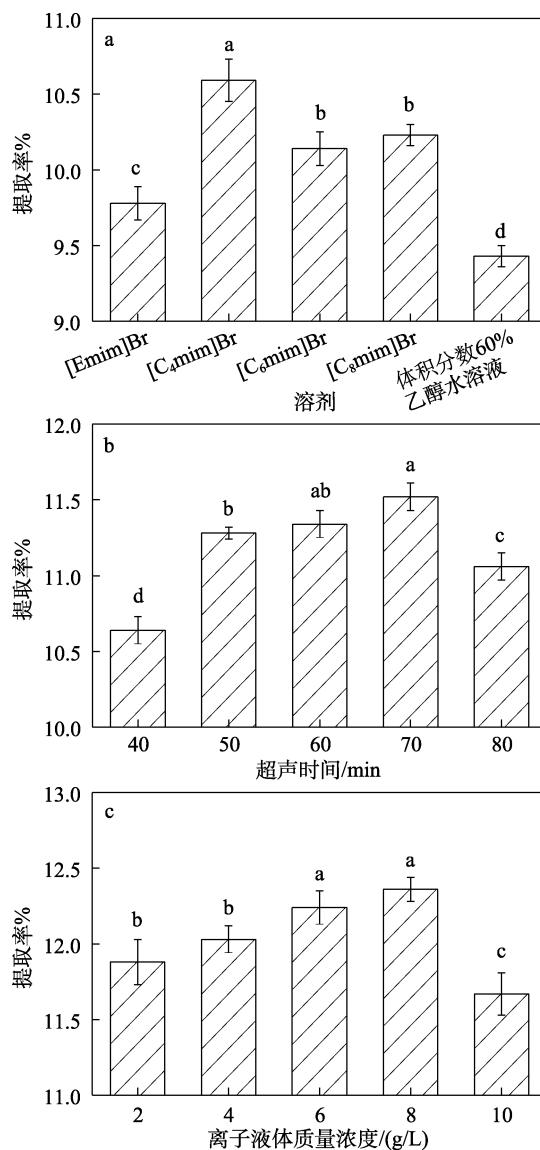 11.0
a
a
10.5
b
b
10.0
c
提取率%
9.5
d
9.0
[Emim]Br
[C₄mim]Br
[C₆mim]Br
[C₈mim]Br
体积分数60%
乙醇水溶液
溶剂
12.0
b
a
11.5
b
ab
c
提取率%
11.0
d
10.5
10.0
40 50 60 70 80
超声时间/min
13.0
c
12.5
a
a
b
b
12.0
c
提取率%
11.5
11.0
2 4 6 8 10
离子液体质量浓度/(g/L)